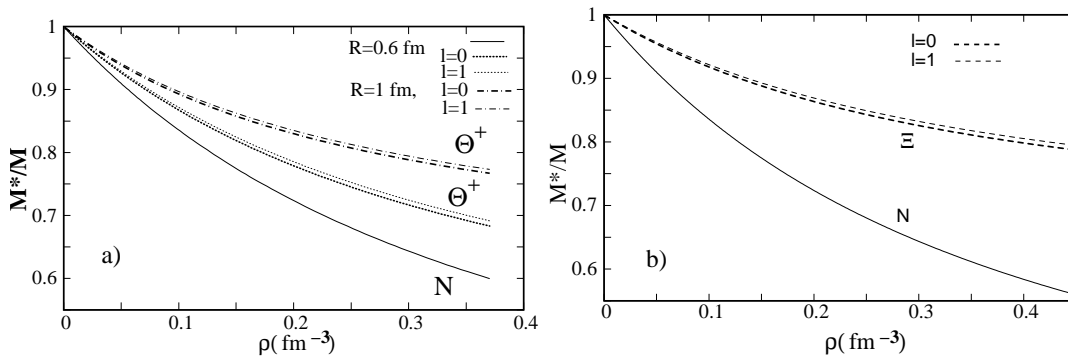 1
0.9
0.8
0.7
0.6
M*/M
R=0.6 fm
l=0
l=1
R=1 fm,
l=0
l=1
Θ+
Θ+
N
a)
0
0.1
0.2
0.3
0.4
ρ( fm −3)
1
0.9
0.8
0.7
0.6
M*/M
l=0
l=1
Ξ
N
b)
0
0.1
0.2
0.3
0.4
ρ( fm −3)